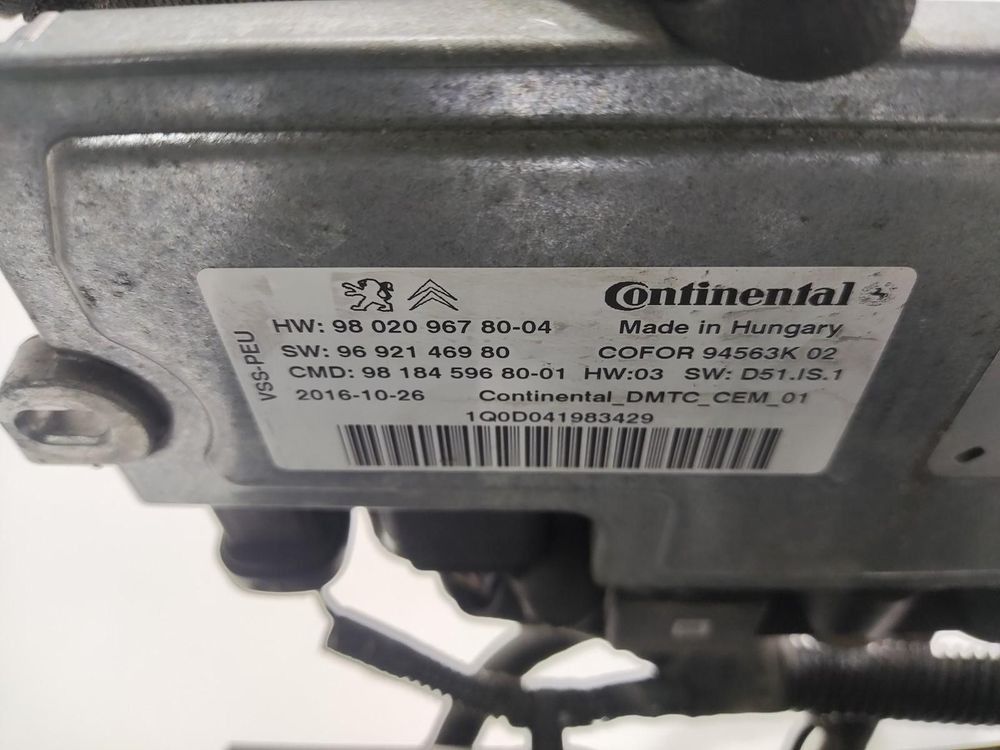 Continental
HW: 98 020 967 80-04 Made in Hungary
SW: 96 921 469 80 COFOR 94563K 02
CMD: 98 184 596 80-01 HW:03 SW: D51.IS.1
2016-10-26 Continental_DMTC_CEM_01
1Q0D041983429
VSS-PEU